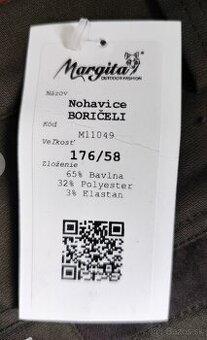 Margita
OUTDOOR FASHION
Názov
Nohavice
BORIČELI
Kód
M11049
Veľkosť
176/58
Zloženie
65% Bavlna
32% Polyester
3% Elastan